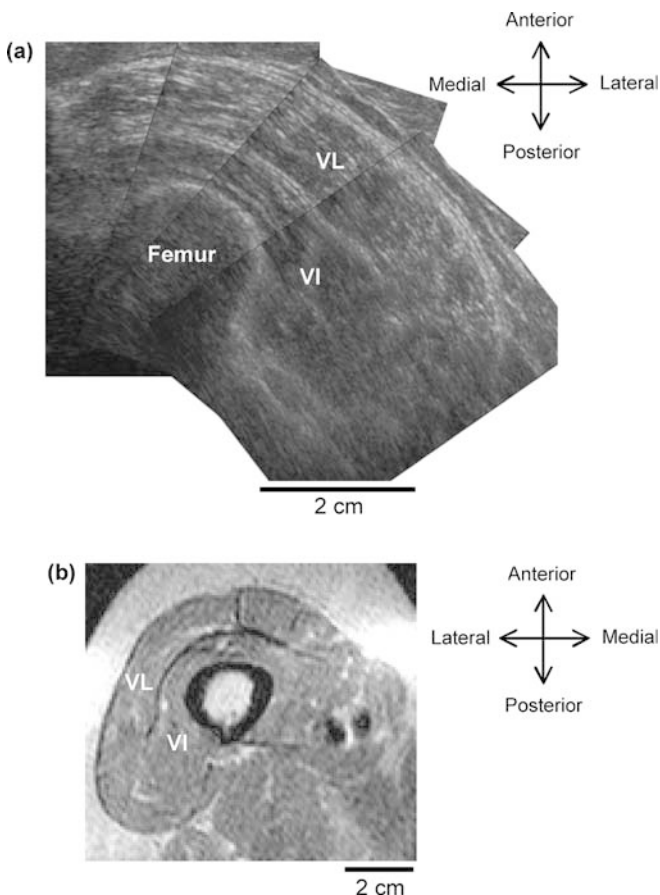 (a)
Anterior
Medial
Lateral
Posterior
VL
Femur
VI
2 cm
(b)
Anterior
Lateral
Medial
Posterior
VL
VI
2 cm